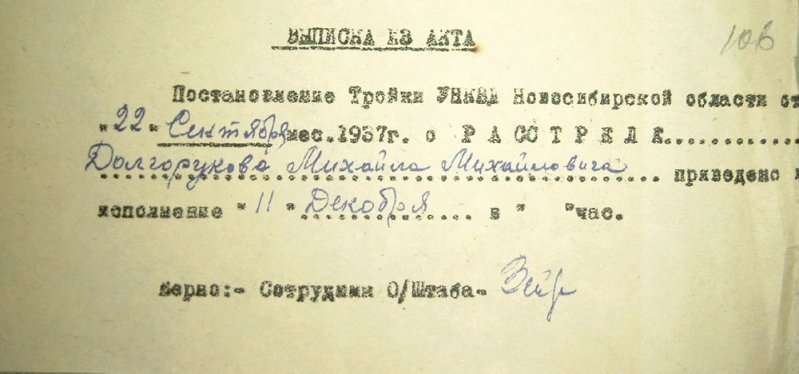 ВЫПИСКА ИЗ АКТА
106
Постановление Тройки УНКВД Новосибирской области от
"22" Сентября мес.1937г. о РАССТРЕЛЕ.............
Долгорукова Михаила Михайловича приведено в
исполнение "11" Декабря в " "час.
Верно:- Сотрудник О/Штаба-